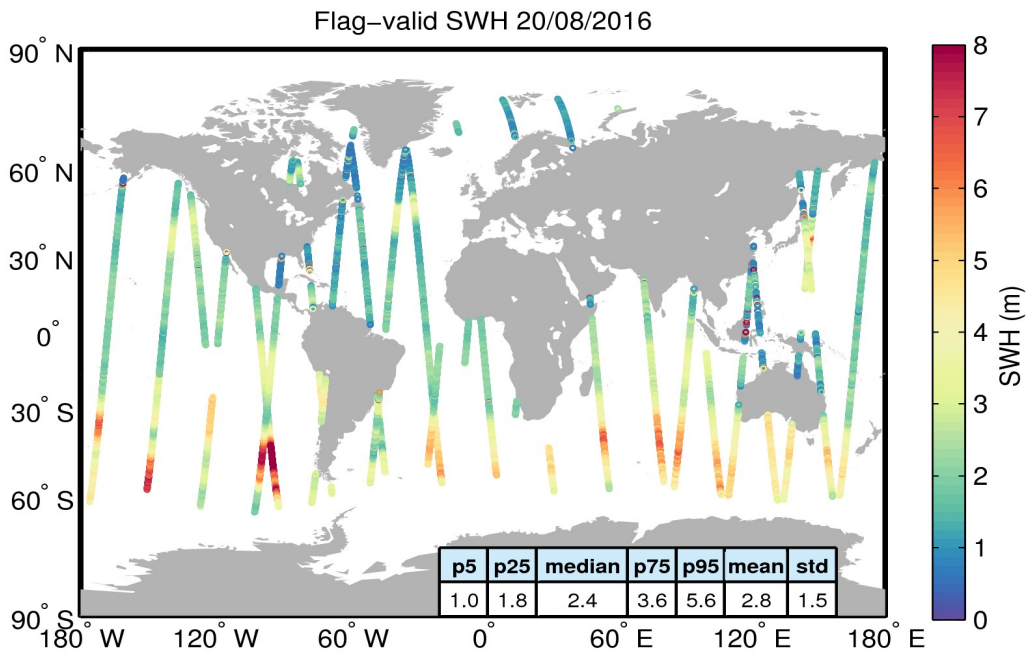 Flag−valid SWH 20/08/2016
90° N
60° N
30° N
0°
30° S
60° S
90° S
180° W
120° W
60° W
0°
60° E
120° E
180° E
p5 p25 median p75 p95 mean std
1.0 1.8 2.4 3.6 5.6 2.8 1.5
8
7
6
5
4
3
2
1
0
SWH (m)